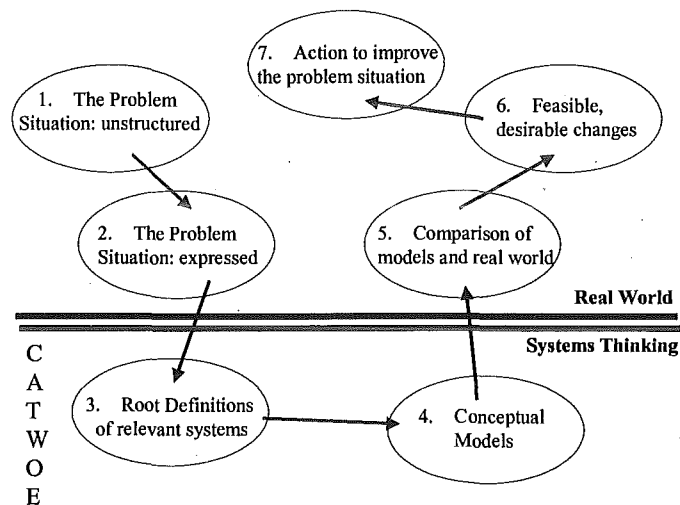 7. Action to improve
the problem situation
1. The Problem
Situation: unstructured
6. Feasible,
desirable changes
2. The Problem
Situation: expressed
5. Comparison of
models and real world
Real World
Systems Thinking
C
A
T
W
O
E
3. Root Definitions
of relevant systems
4. Conceptual
Models